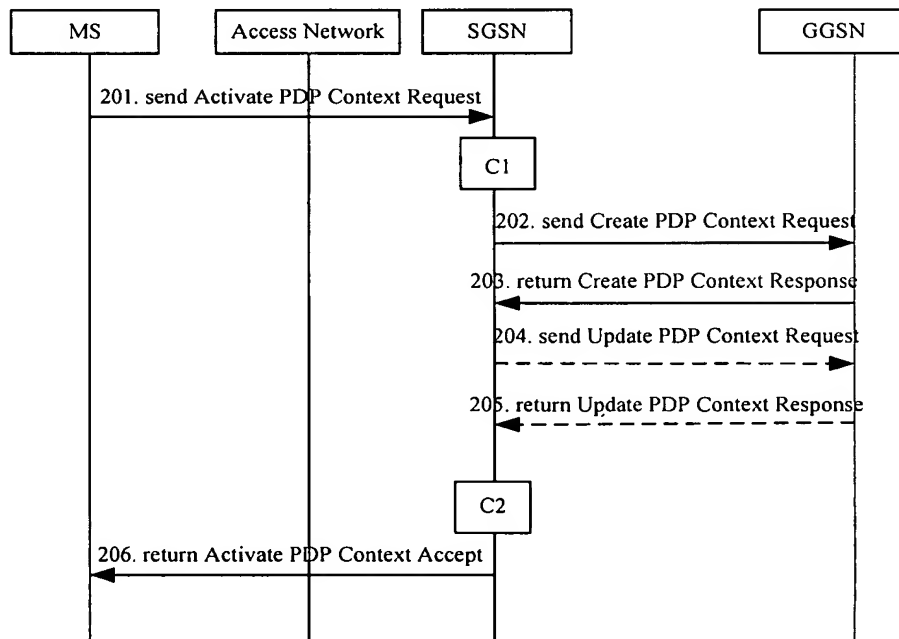 MS
Access Network
SGSN
GGSN
201. send Activate PDP Context Request
C1
202. send Create PDP Context Request
203. return Create PDP Context Response
204. send Update PDP Context Request
205. return Update PDP Context Response
C2
206. return Activate PDP Context Accept